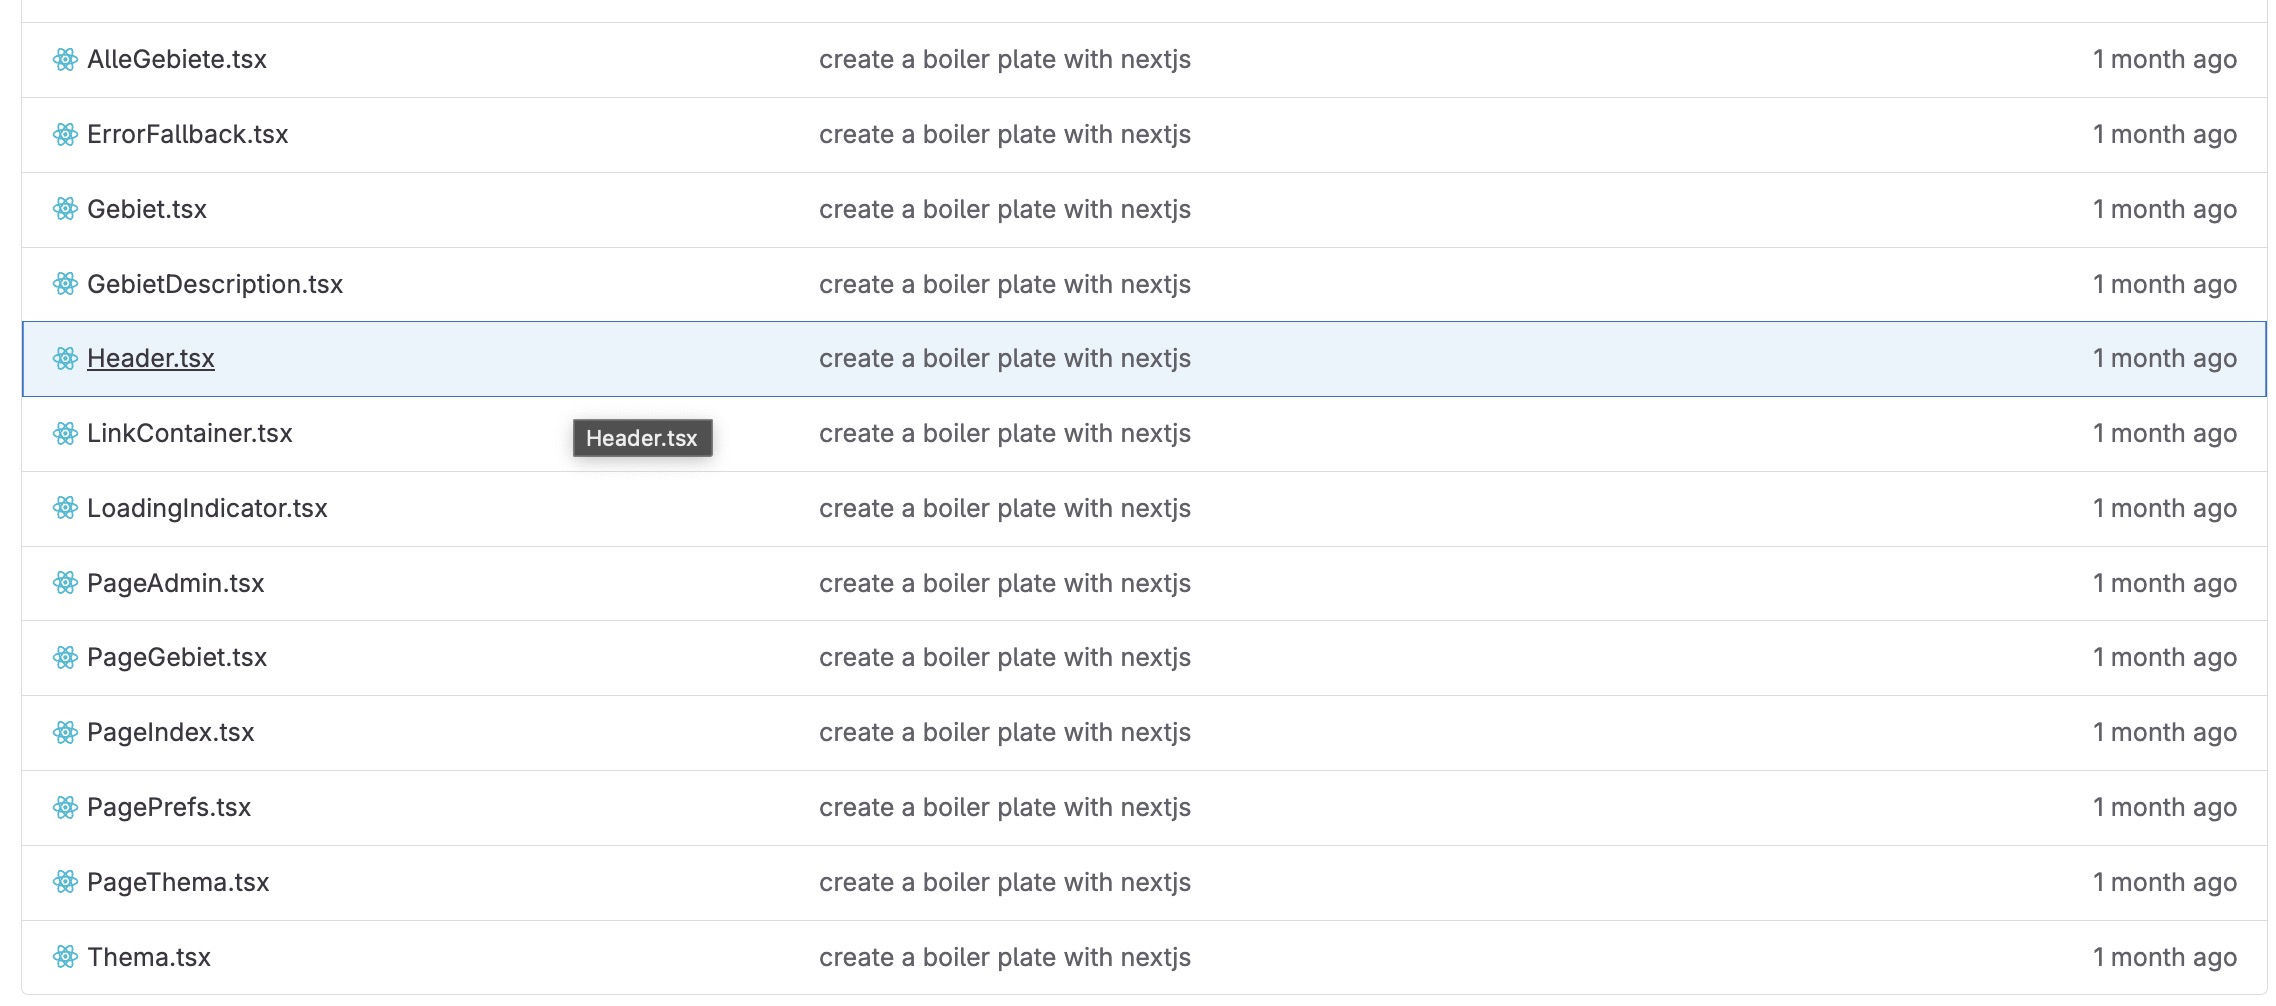 AlleGebiete.tsx create a boiler plate with nextjs 1 month ago
ErrorFallback.tsx create a boiler plate with nextjs 1 month ago
Gebiet.tsx create a boiler plate with nextjs 1 month ago
GebietDescription.tsx create a boiler plate with nextjs 1 month ago
Header.tsx create a boiler plate with nextjs 1 month ago
LinkContainer.tsx Header.tsx create a boiler plate with nextjs 1 month ago
LoadingIndicator.tsx create a boiler plate with nextjs 1 month ago
PageAdmin.tsx create a boiler plate with nextjs 1 month ago
PageGebiet.tsx create a boiler plate with nextjs 1 month ago
PageIndex.tsx create a boiler plate with nextjs 1 month ago
PagePrefs.tsx create a boiler plate with nextjs 1 month ago
PageThema.tsx create a boiler plate with nextjs 1 month ago
Thema.tsx create a boiler plate with nextjs 1 month ago